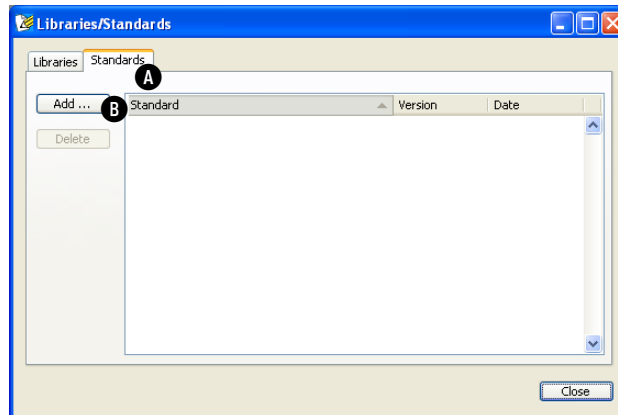 Libraries/Standards
Libraries Standards
A
Add ... B Standard Version Date
Delete
Close